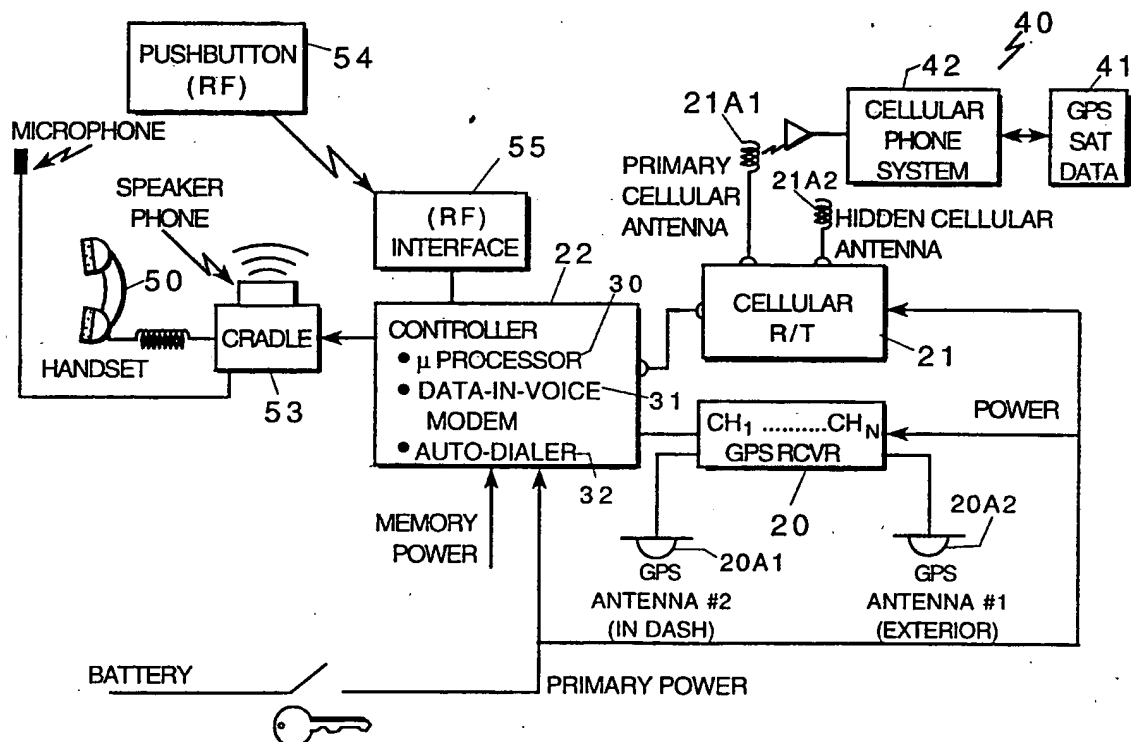 PUSHBUTTON
(RF)
54
MICROPHONE
SPEAKER
PHONE
50
HANDSET
CRADLE
53
55
(RF)
INTERFACE
22
CONTROLLER
• μ PROCESSOR
30
• DATA-IN-VOICE
MODEM
31
• AUTO-DIALER
32
MEMORY
POWER
BATTERY
PRIMARY POWER
40
42
CELLULAR
PHONE
SYSTEM
41
GPS
SAT
DATA
21A1
PRIMARY
CELLULAR
ANTENNA
21A2
HIDDEN CELLULAR
ANTENNA
CELLULAR
R/T
21
POWER
CH1 ..........CHN
GPS RCVR
20
20A1
GPS
ANTENNA #2
(IN DASH)
20A2
GPS
ANTENNA #1
(EXTERIOR)